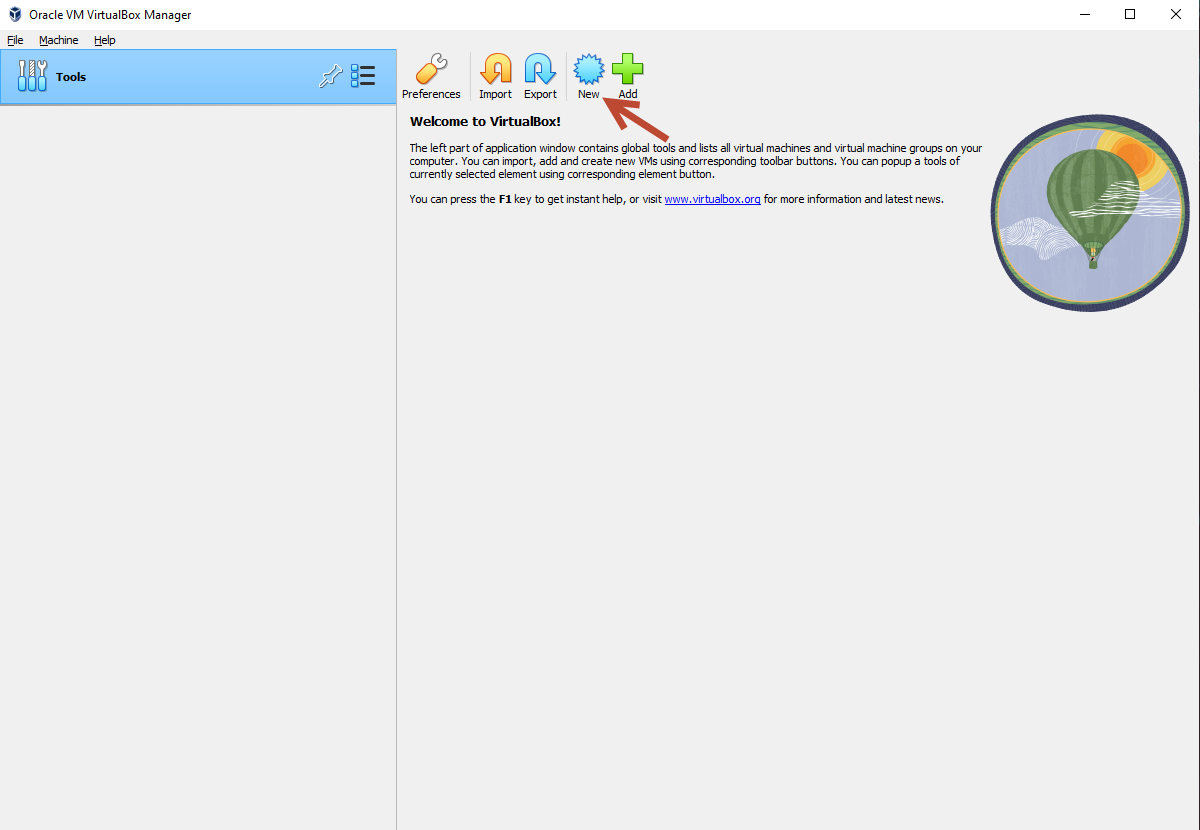 Oracle VM VirtualBox Manager
File Machine Help
Tools
Preferences Import Export New Add
Welcome to VirtualBox!
The left part of application window contains global tools and lists all virtual machines and virtual machine groups on your
computer. You can import, add and create new VMs using corresponding toolbar buttons. You can popup a tools of
currently selected element using corresponding element button.
You can press the F1 key to get instant help, or visit www.virtualbox.org for more information and latest news.